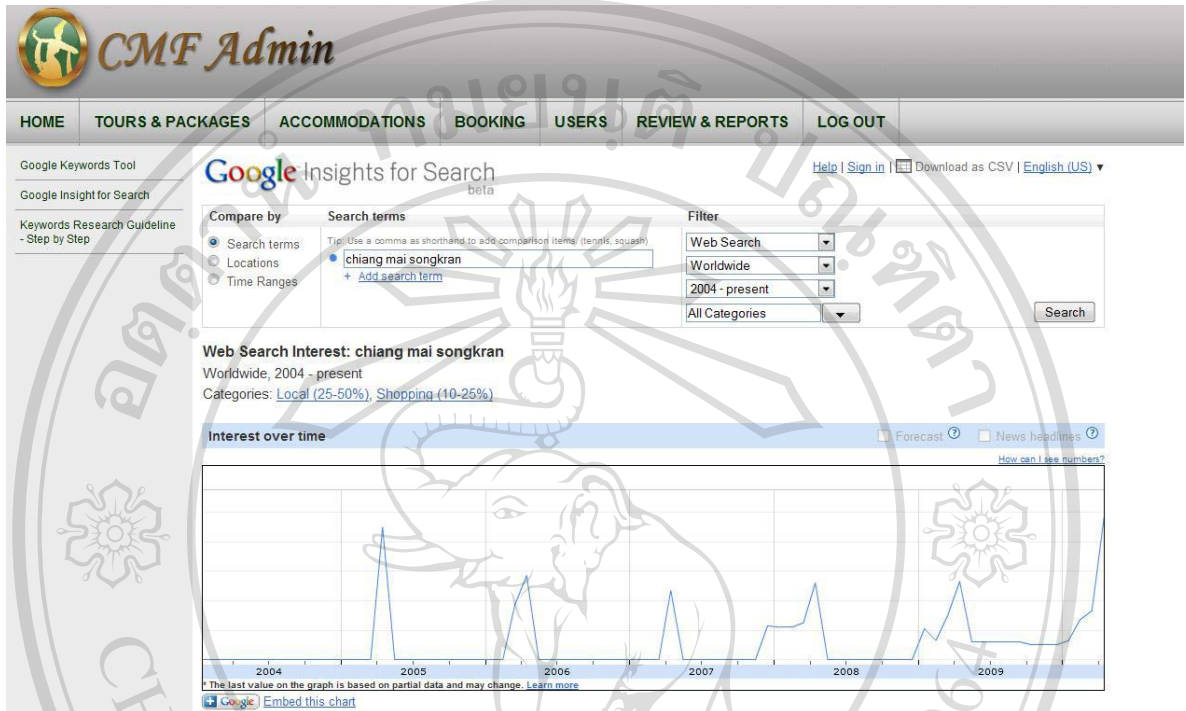 CMF Admin
HOME TOURS & PACKAGES ACCOMMODATIONS BOOKING USERS REVIEW & REPORTS LOG OUT
Google Keywords Tool
Google Insight for Search
Keywords Research Guideline
- Step by Step
Google Insights for Search
beta
Help | Sign in | Download as CSV | English (US) ▼
Compare by
Search terms
Locations
Time Ranges
Search terms
Tip: Use a comma as shorthand to add comparison items. (tennis, squash)
chiang mai songkran
+ Add search term
Filter
Web Search
Worldwide
2004 - present
All Categories
Search
Web Search Interest: chiang mai songkran
Worldwide, 2004 - present
Categories: Local (25-50%), Shopping (10-25%)
Interest over time
Forecast ?
News headlines ?
How can I see numbers?
2004 2005 2006 2007 2008 2009
* The last value on the graph is based on partial data and may change. Learn more
Google Embed this chart